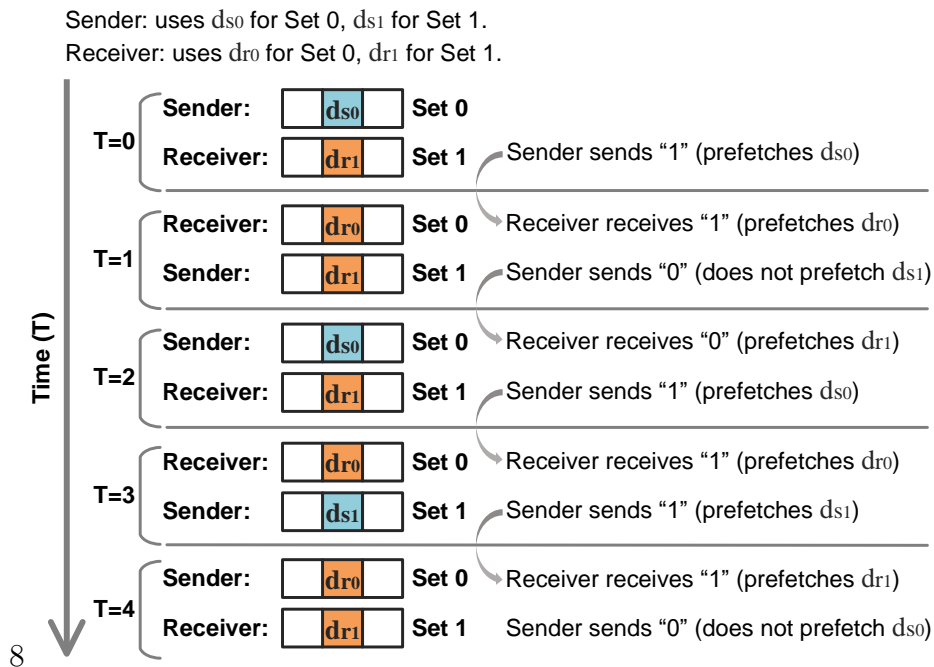 Sender: uses ds0 for Set 0, ds1 for Set 1.
Receiver: uses dr0 for Set 0, dr1 for Set 1.
Time (T)
T=0
Sender: ds0 Set 0
Receiver: dr1 Set 1 Sender sends “1” (prefetches ds0)
T=1
Receiver: dr0 Set 0 Receiver receives “1” (prefetches dr0)
Sender: dr1 Set 1 Sender sends “0” (does not prefetch ds1)
T=2
Sender: ds0 Set 0 Receiver receives “0” (prefetches dr1)
Receiver: dr1 Set 1 Sender sends “1” (prefetches ds0)
T=3
Receiver: dr0 Set 0 Receiver receives “1” (prefetches dr0)
Sender: ds1 Set 1 Sender sends “1” (prefetches ds1)
T=4
Sender: dr0 Set 0 Receiver receives “1” (prefetches dr1)
Receiver: dr1 Set 1 Sender sends “0” (does not prefetch ds0)
8